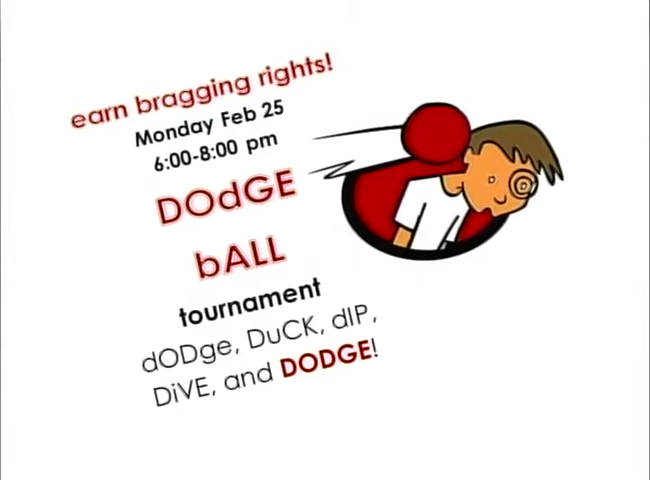 earn bragging rights!
Monday Feb 25
6:00-8:00 pm
DOdGE
bALL
tournament
dODge, DuCK, dIP,
DiVE, and DODGE!